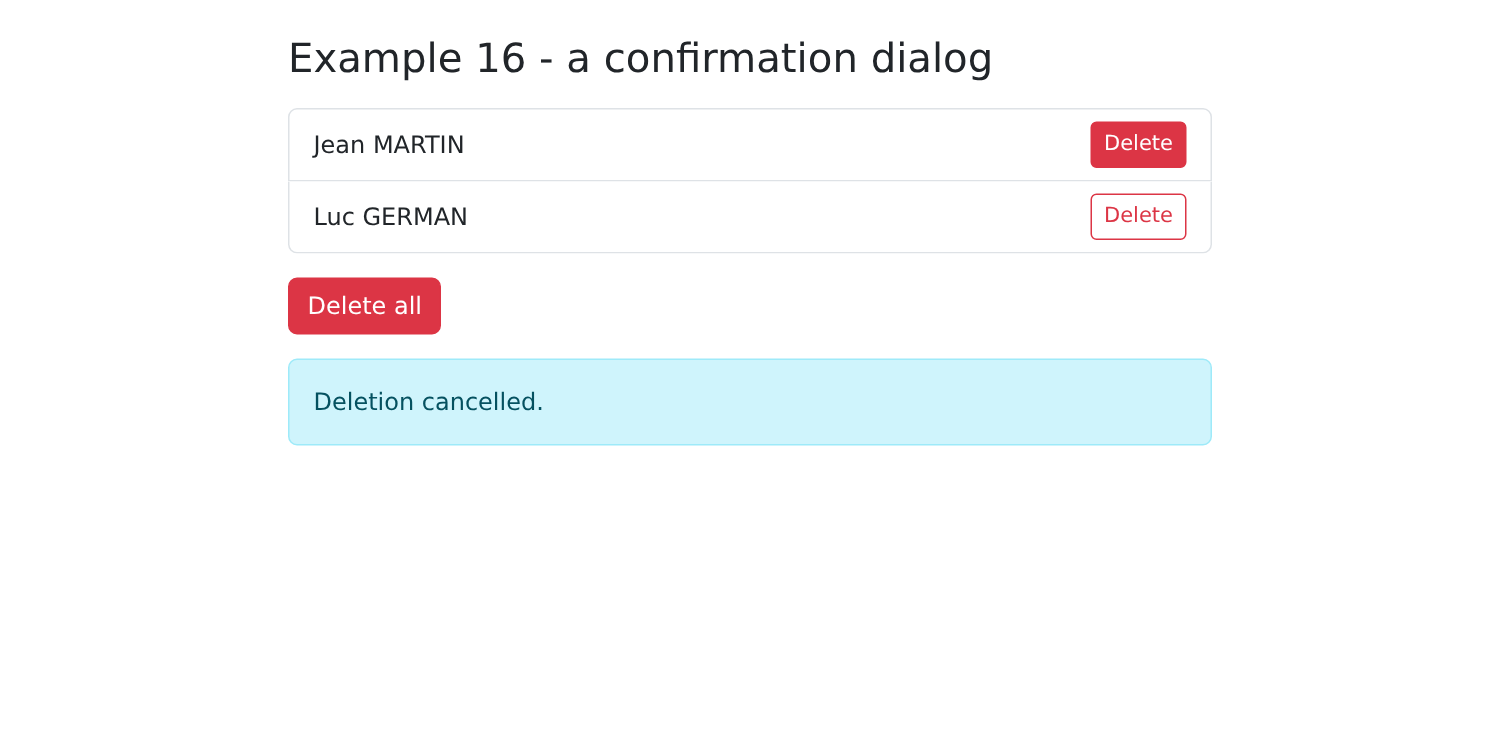 Example 16 - a confirmation dialog
Jean MARTIN Delete
Luc GERMAN Delete
Delete all
Deletion cancelled.